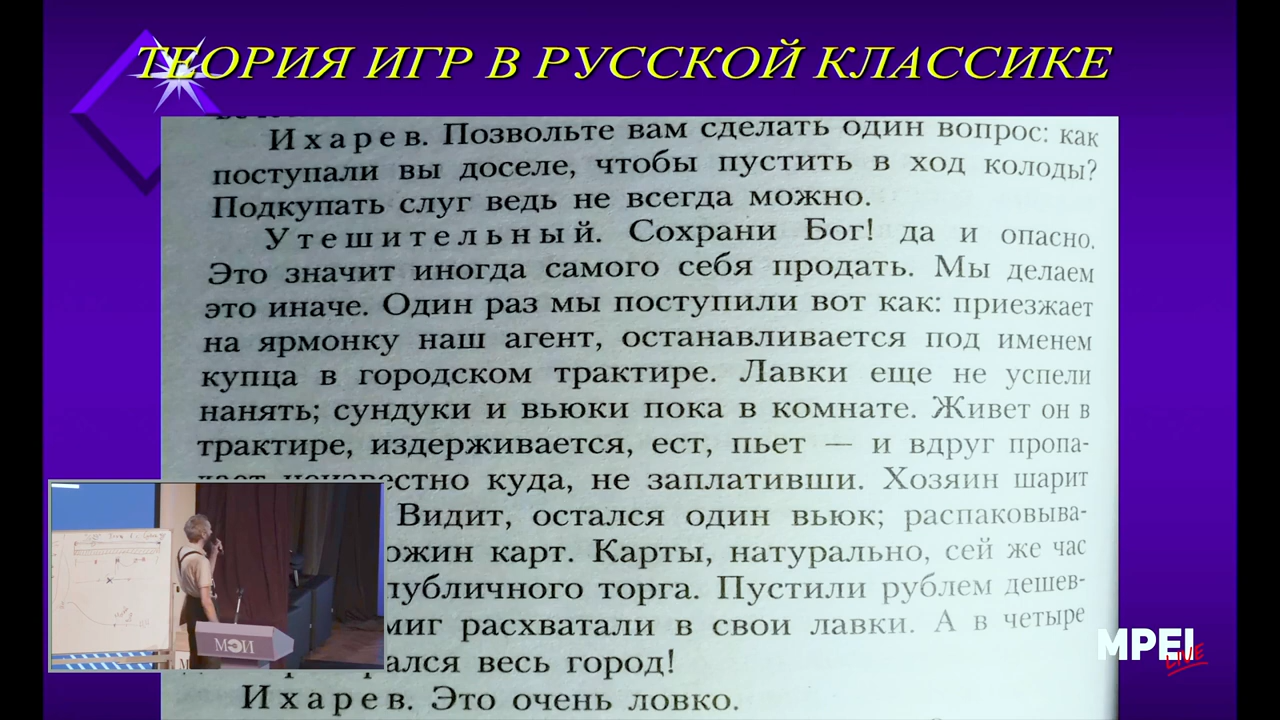 ТЕОРИЯ ИГР В РУССКОЙ КЛАССИКЕ
Ихарев. Позвольте вам сделать один вопрос: как
поступали вы доселе, чтобы пустить в ход колоды?
Подкупать слуг ведь не всегда можно.
Утешительный. Сохрани Бог! да и опасно.
Это значит иногда самого себя продать. Мы делаем
это иначе. Один раз мы поступили вот как: приезжает
на ярмонку наш агент, останавливается под именем
купца в городском трактире. Лавки еще не успели
нанять; сундуки и вьюки пока в комнате. Живет он в
трактире, издерживается, ест, пьет — и вдруг пропа-
неизвестно куда, не заплативши. Хозяин шарит
Видит, остался один вьюк; распаковыва-
карт. Карты, натурально, сей же час
публичного торга. Пустили рублем дешев-
миг расхватали в свои лавки. А в четыре
весь город!
Ихарев. Это очень ловко.
МЭИ
MPEI
LIVE